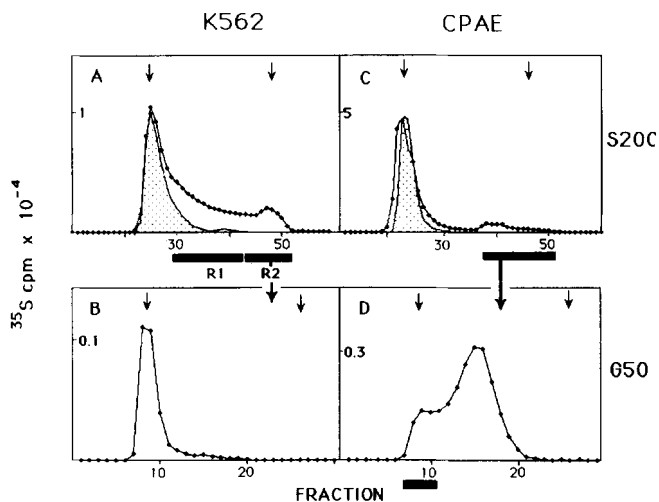 K562 CPAE
A C
1 5
S200
30 50 30 50
R1 R2
B D
0.1 0.3
G50
10 20 10 20
FRACTION
³⁵S cpm x 10⁻⁴